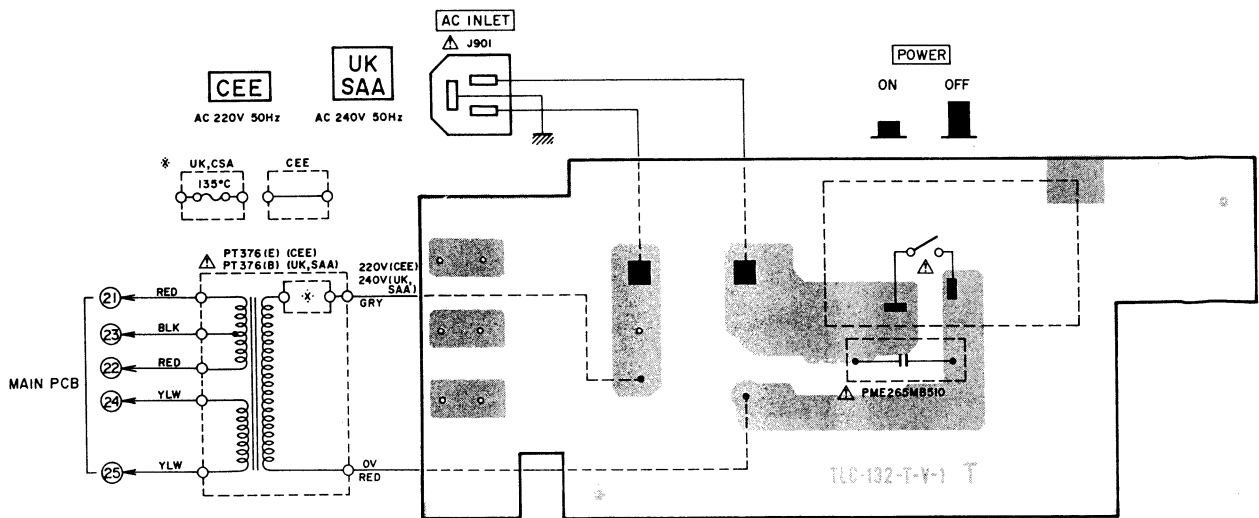 AC INLET
J901
CEE
AC 220V 50Hz
UK
SAA
AC 240V 50Hz
POWER
ON
OFF
※ UK,CSA
135°C
CEE
PT376(E) (CEE)
PT376(B) (UK,SAA)
220V(CEE)
240V(UK,
SAA)
GRY
※
21
RED
23
BLK
22
RED
MAIN PCB
24
YLW
25
YLW
0V
RED
PME265MB510
TLC-132-T-V-1 T